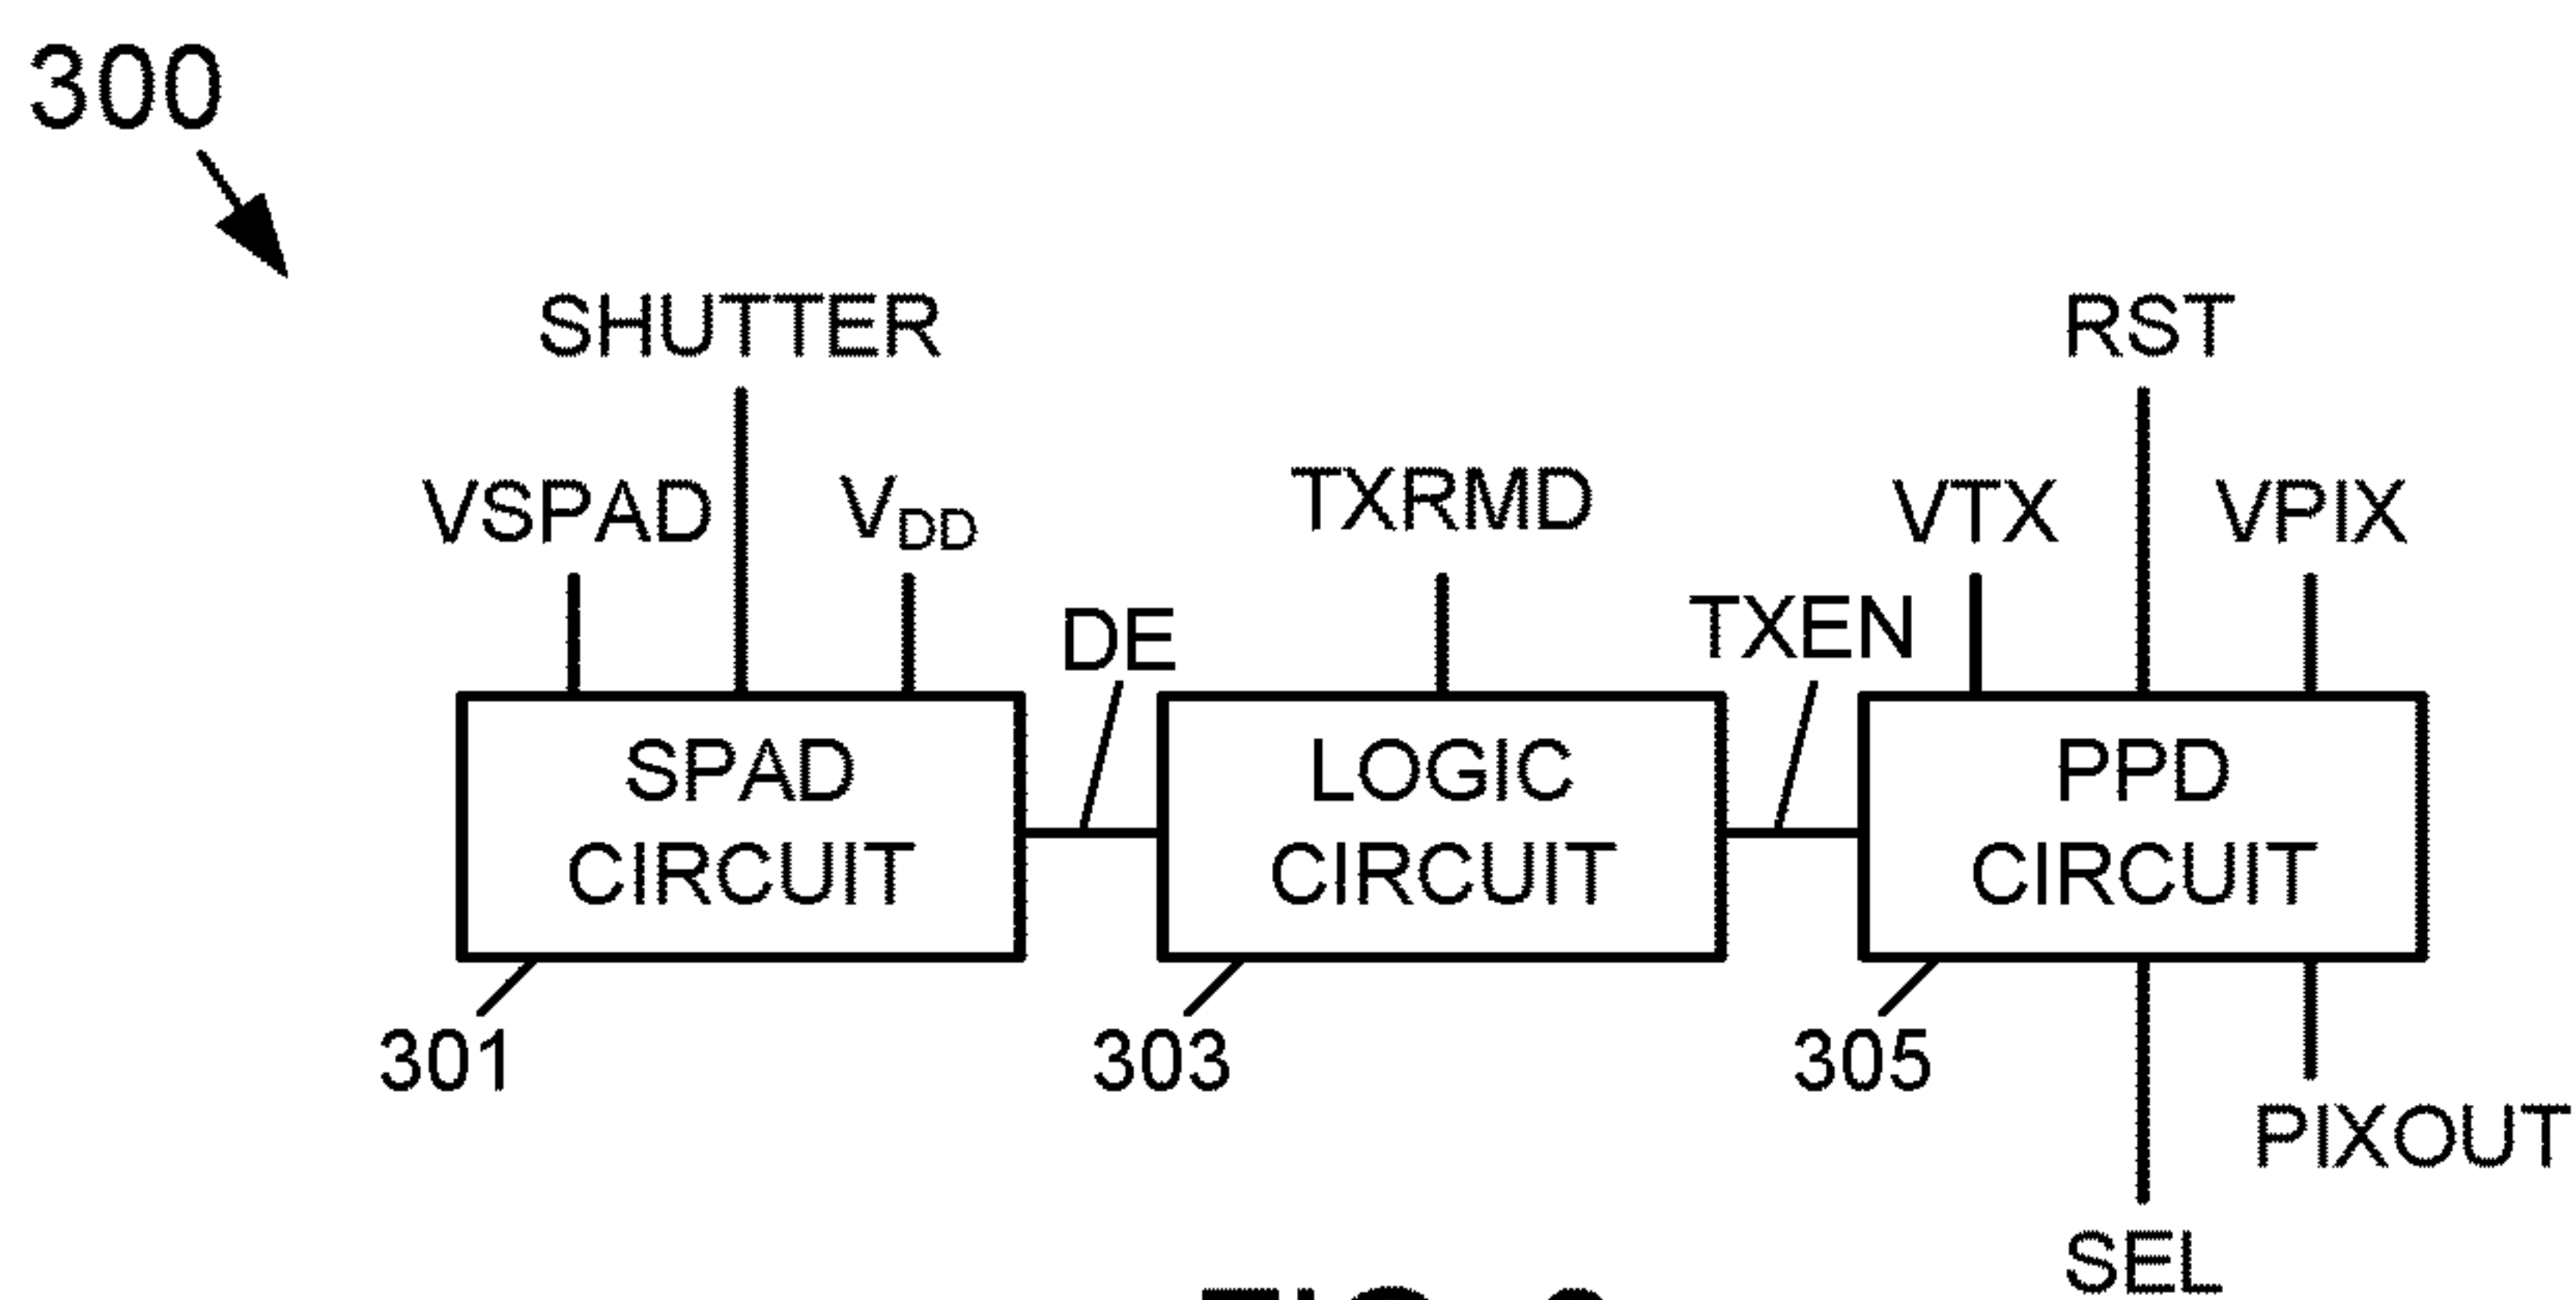 300
SHUTTER
RST
VSPAD
VDD
TXRMD
VTX
VPIX
DE
TXEN
SPAD
CIRCUIT
LOGIC
CIRCUIT
PPD
CIRCUIT
301
303
305
PIXOUT
SEL